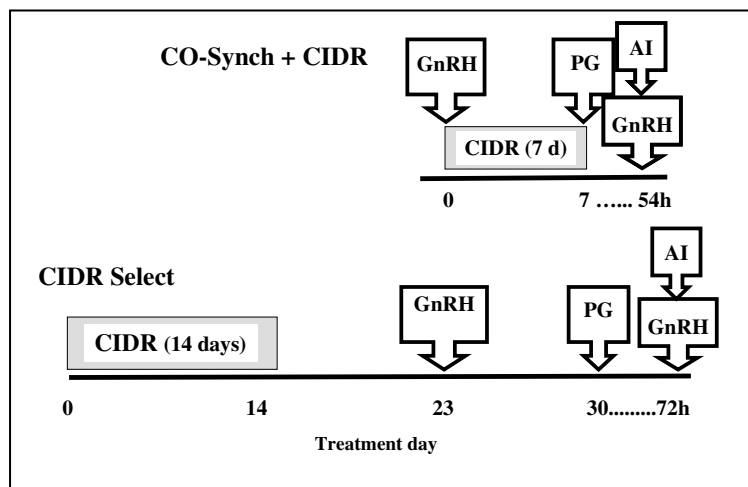 CO-Synch + CIDR
GnRH
PG
AI
GnRH
CIDR (7 d)
0 7 …... 54h
CIDR Select
GnRH
PG
AI
GnRH
CIDR (14 days)
0 14 23 30.........72h
Treatment day